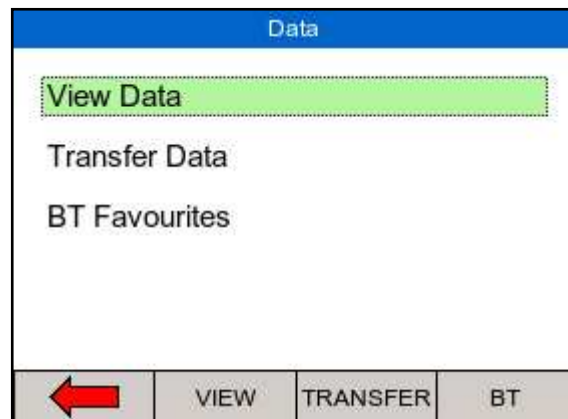 Data
View Data
Transfer Data
BT Favourites
VIEW TRANSFER BT